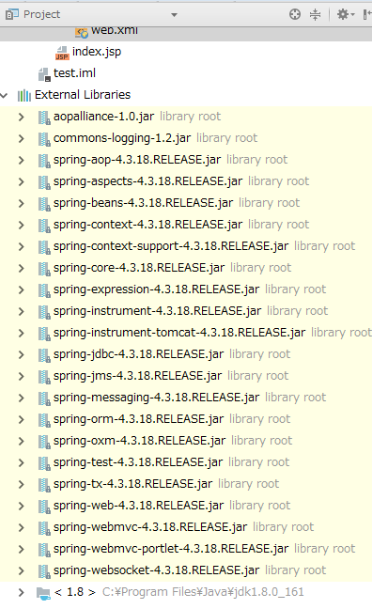 Project
web.xml
index.jsp
test.iml
External Libraries
aopalliance-1.0.jar library root
commons-logging-1.2.jar library root
spring-aop-4.3.18.RELEASE.jar library root
spring-aspects-4.3.18.RELEASE.jar library root
spring-beans-4.3.18.RELEASE.jar library root
spring-context-4.3.18.RELEASE.jar library root
spring-context-support-4.3.18.RELEASE.jar library root
spring-core-4.3.18.RELEASE.jar library root
spring-expression-4.3.18.RELEASE.jar library root
spring-instrument-4.3.18.RELEASE.jar library root
spring-instrument-tomcat-4.3.18.RELEASE.jar library root
spring-jdbc-4.3.18.RELEASE.jar library root
spring-jms-4.3.18.RELEASE.jar library root
spring-messaging-4.3.18.RELEASE.jar library root
spring-orm-4.3.18.RELEASE.jar library root
spring-oxm-4.3.18.RELEASE.jar library root
spring-test-4.3.18.RELEASE.jar library root
spring-tx-4.3.18.RELEASE.jar library root
spring-web-4.3.18.RELEASE.jar library root
spring-webmvc-4.3.18.RELEASE.jar library root
spring-webmvc-portlet-4.3.18.RELEASE.jar library root
spring-websocket-4.3.18.RELEASE.jar library root
< 1.8 > C:¥Program Files¥Java¥jdk1.8.0_161